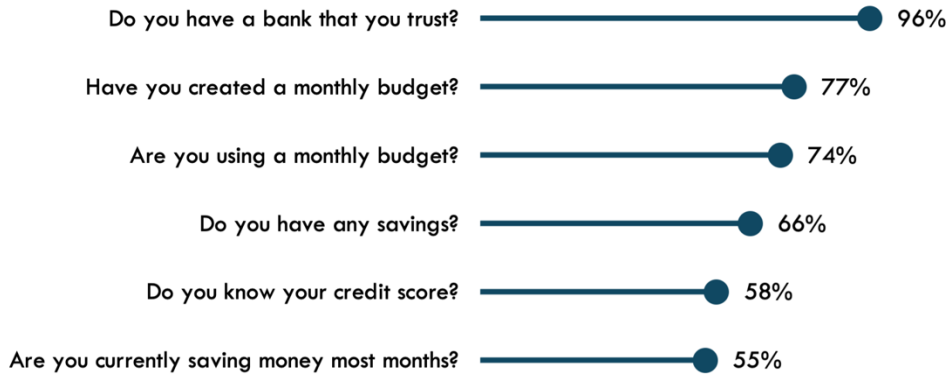 Do you have a bank that you trust? 96%
Have you created a monthly budget? 77%
Are you using a monthly budget? 74%
Do you have any savings? 66%
Do you know your credit score? 58%
Are you currently saving money most months? 55%